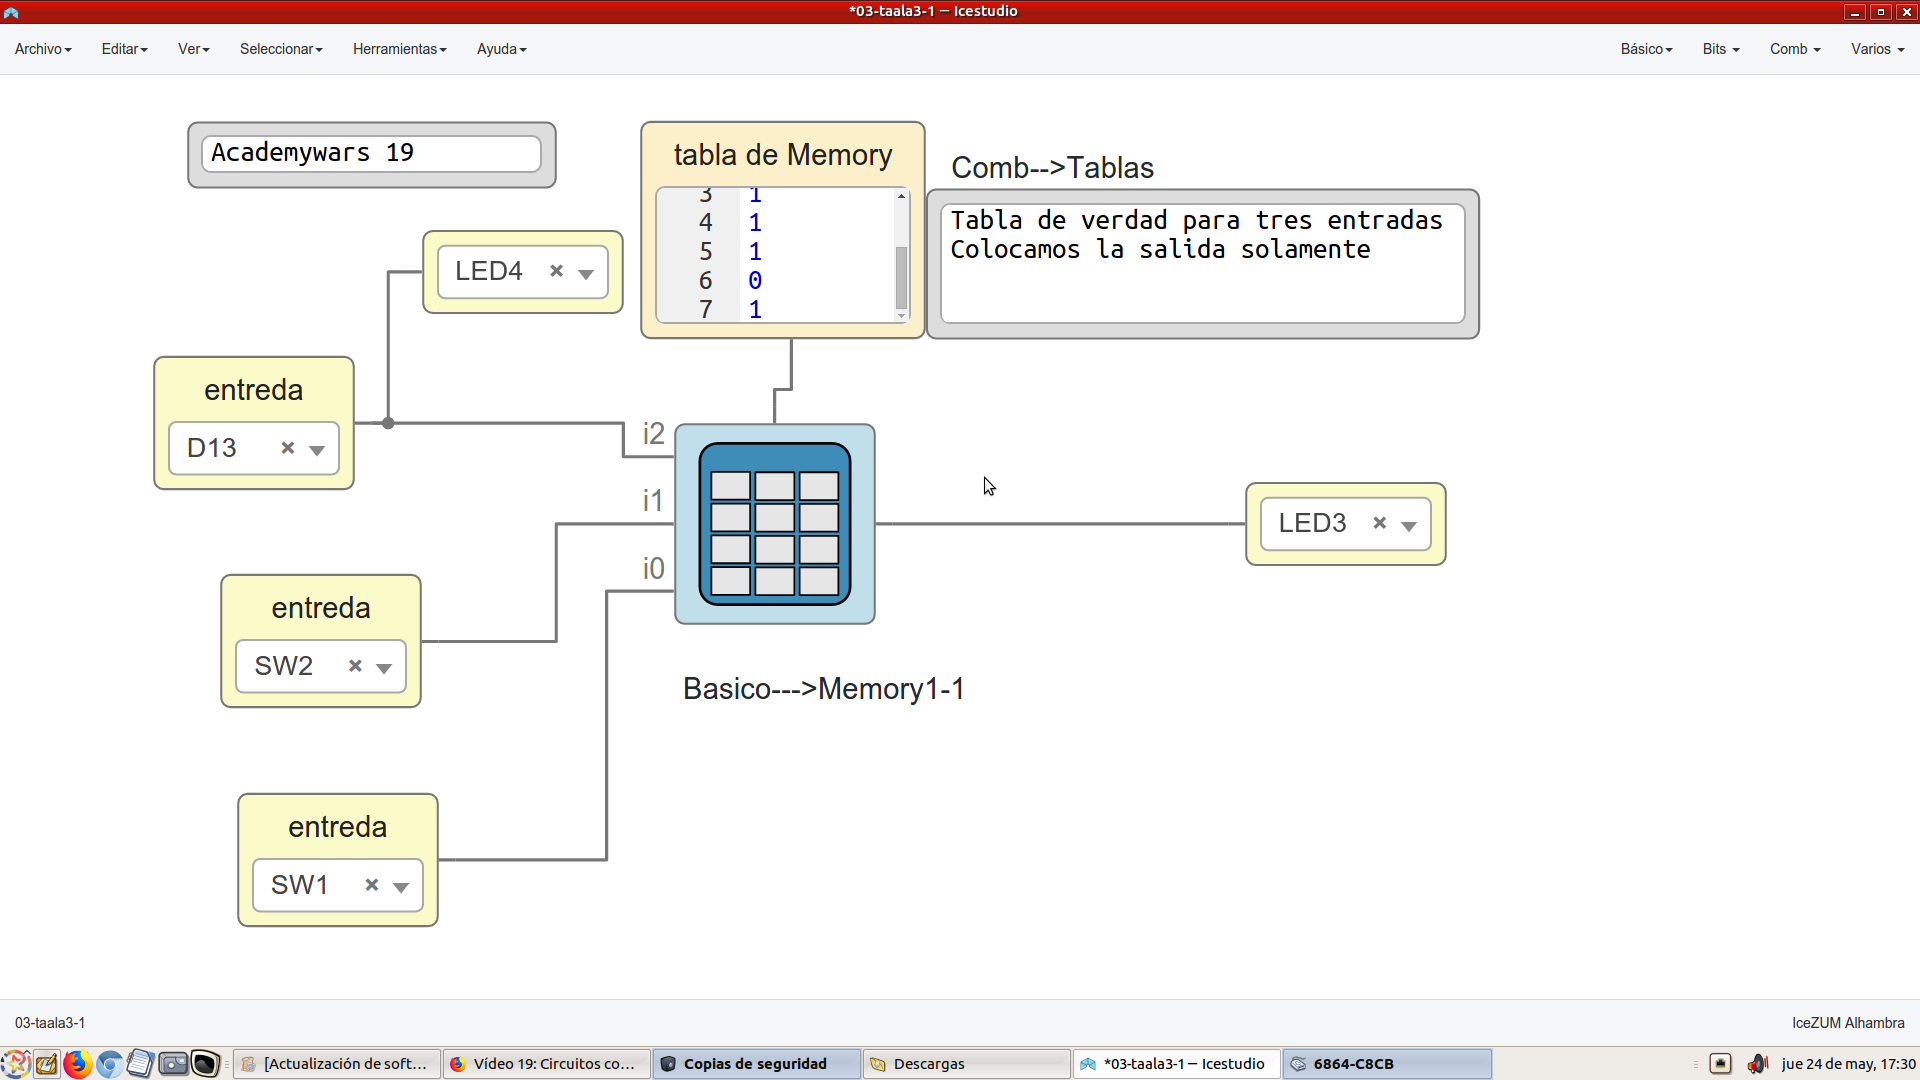 *03-taala3-1 — Icestudio
Archivo Editar Ver Seleccionar Herramientas Ayuda Básico Bits Comb Varios
Academywars 19
tabla de Memory
3 1
4 1
5 1
6 0
7 1
Comb-->Tablas
Tabla de verdad para tres entradas
Colocamos la salida solamente
LED4
entreda
D13
i2
i1
i0
LED3
entreda
SW2
Basico--->Memory1-1
entreda
SW1
03-taala3-1
IceZUM Alhambra
[Actualización de soft... Vídeo 19: Circuitos co... Copias de seguridad Descargas *03-taala3-1 — Icestudio 6864-C8CB jue 24 de may, 17:30